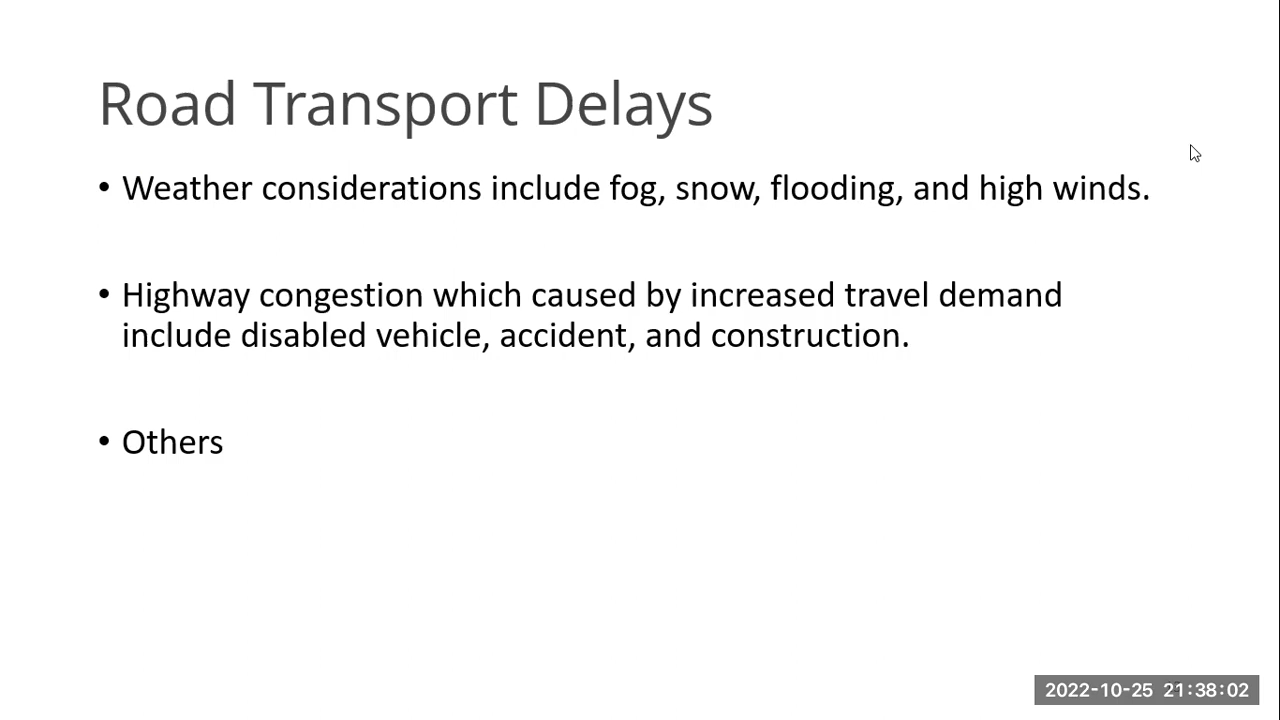 Road Transport Delays
• Weather considerations include fog, snow, flooding, and high winds.
• Highway congestion which caused by increased travel demand
include disabled vehicle, accident, and construction.
• Others
2022-10-25 21:38:02